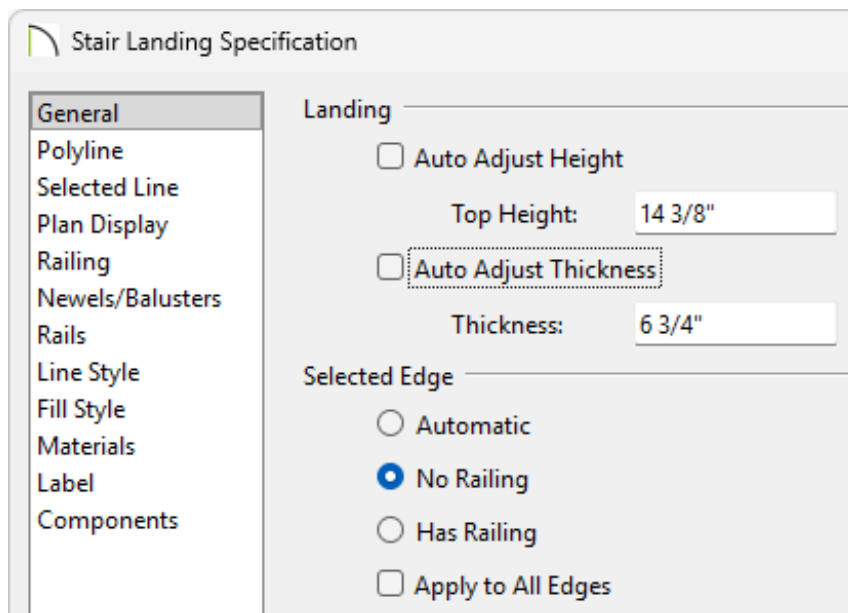 Stair Landing Specification
General
Polyline
Selected Line
Plan Display
Railing
Newels/Balusters
Rails
Line Style
Fill Style
Materials
Label
Components
Landing
Auto Adjust Height
Top Height: 14 3/8"
Auto Adjust Thickness
Thickness: 6 3/4"
Selected Edge
Automatic
No Railing
Has Railing
Apply to All Edges